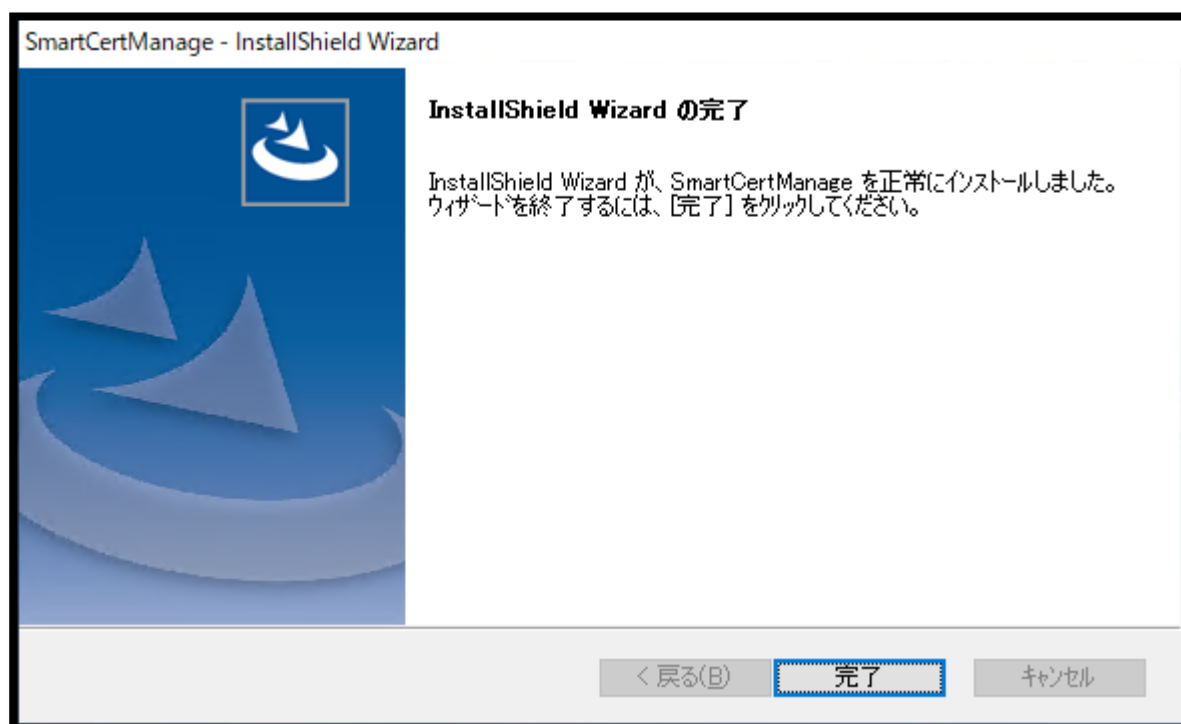 SmartCertManage - InstallShield Wizard
InstallShield Wizard の完了
InstallShield Wizard が、SmartCertManage を正常にインストールしました。
ウィザードを終了するには、[完了] をクリックしてください。
< 戻る(B)
完了
キャンセル